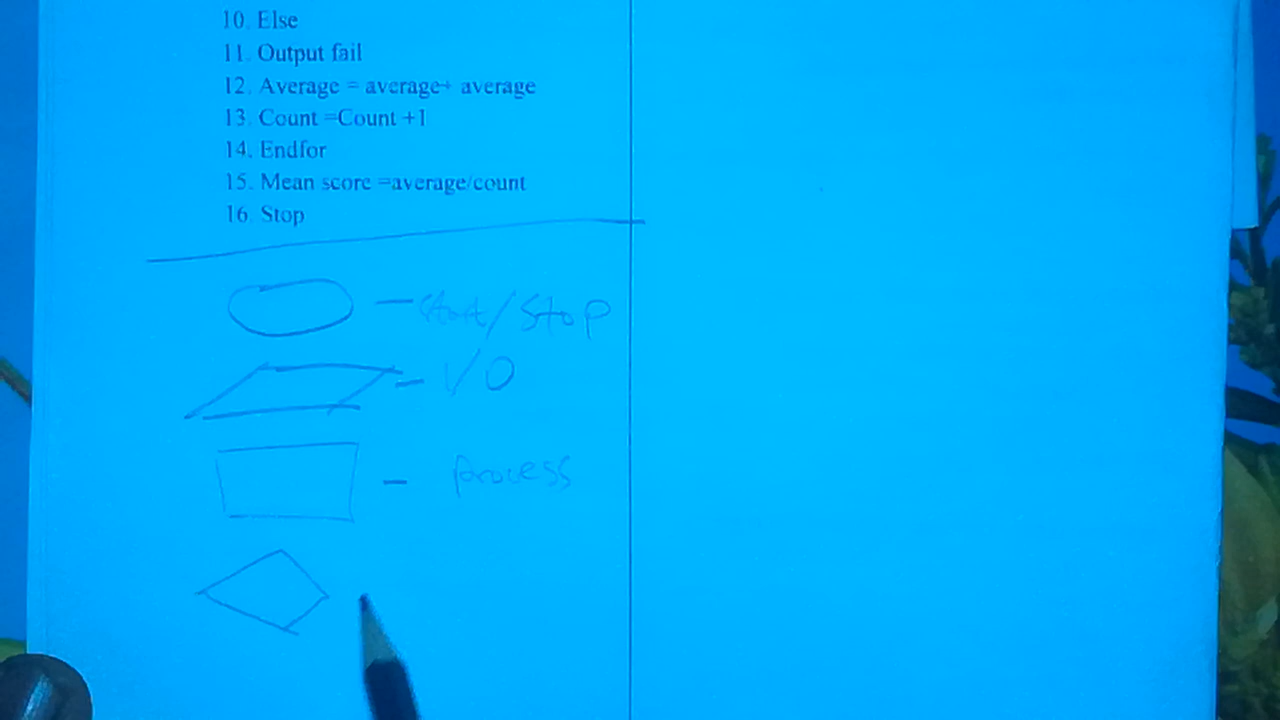 10. Else
11. Output fail
12. Average = average+ average
13. Count =Count +1
14. Endfor
15. Mean score =average/count
16. Stop
– Start/Stop
– I/O
– process